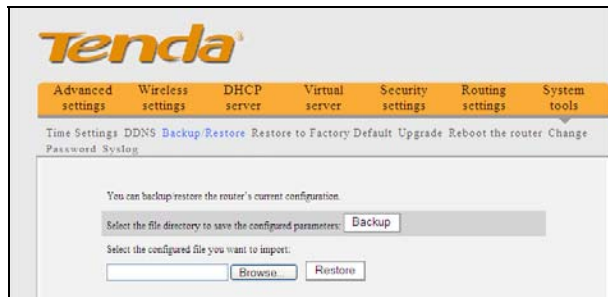 Tenda
Advanced settings Wireless settings DHCP server Virtual server Security settings Routing settings System tools
Time Settings DDNS Backup/Restore Restore to Factory Default Upgrade Reboot the router Change
Password Syslog
You can backup/restore the router's current configuration.
Select the file directory to save the configured parameters: Backup
Select the configured file you want to import:
Browse... Restore